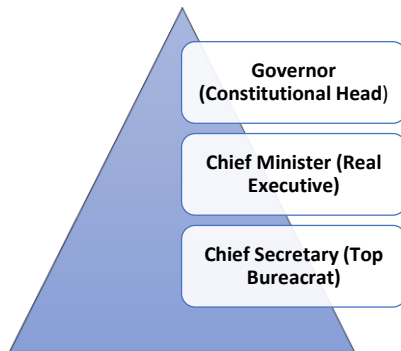 Governor
(Constitutional Head)
Chief Minister (Real
Executive)
Chief Secretary (Top
Bureacrat)